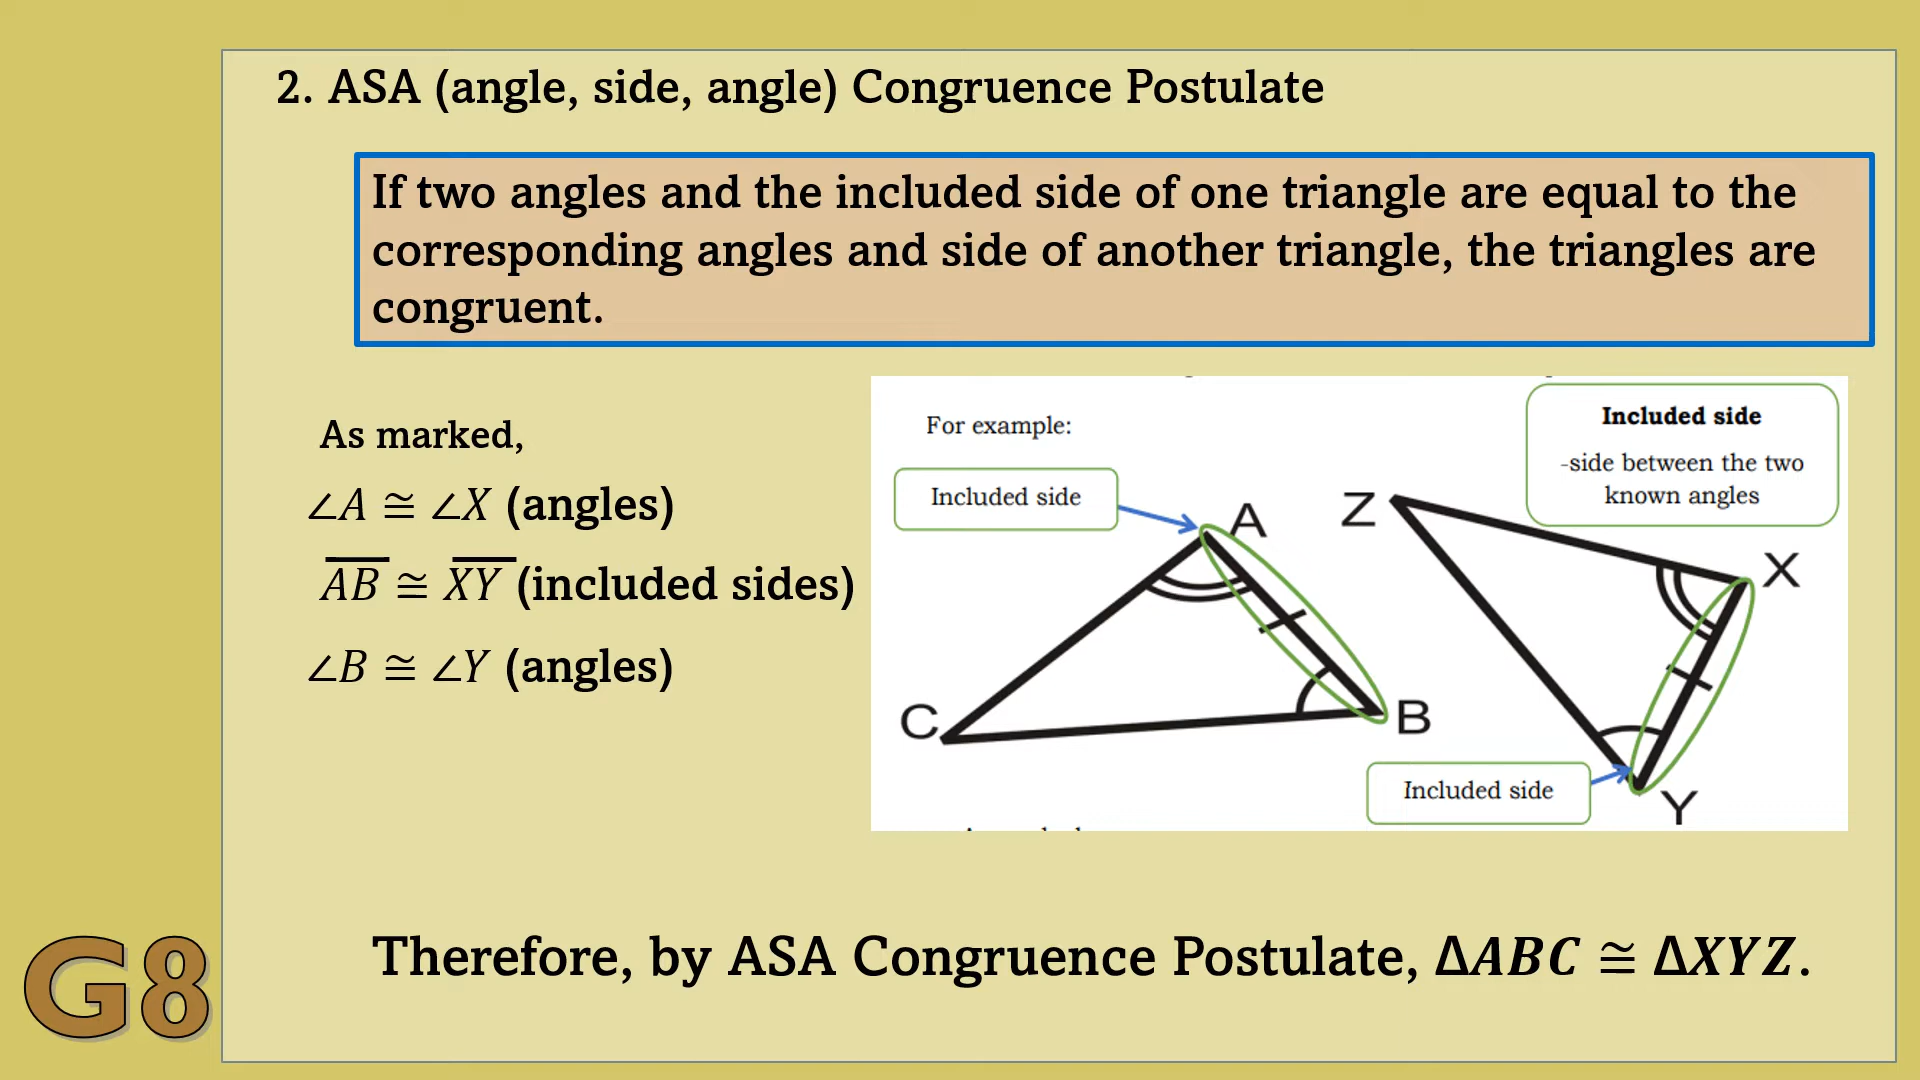 2. ASA (angle, side, angle) Congruence Postulate
If two angles and the included side of one triangle are equal to the
corresponding angles and side of another triangle, the triangles are
congruent.
As marked,
∠A ≅ ∠X (angles)
A̅B̅ ≅ X̅Y̅ (included sides)
∠B ≅ ∠Y (angles)
For example:
Included side
-side between the two
known angles
Included side
A
Z
X
C
B
Included side
Y
Therefore, by ASA Congruence Postulate, ΔABC ≅ ΔXYZ.
G8